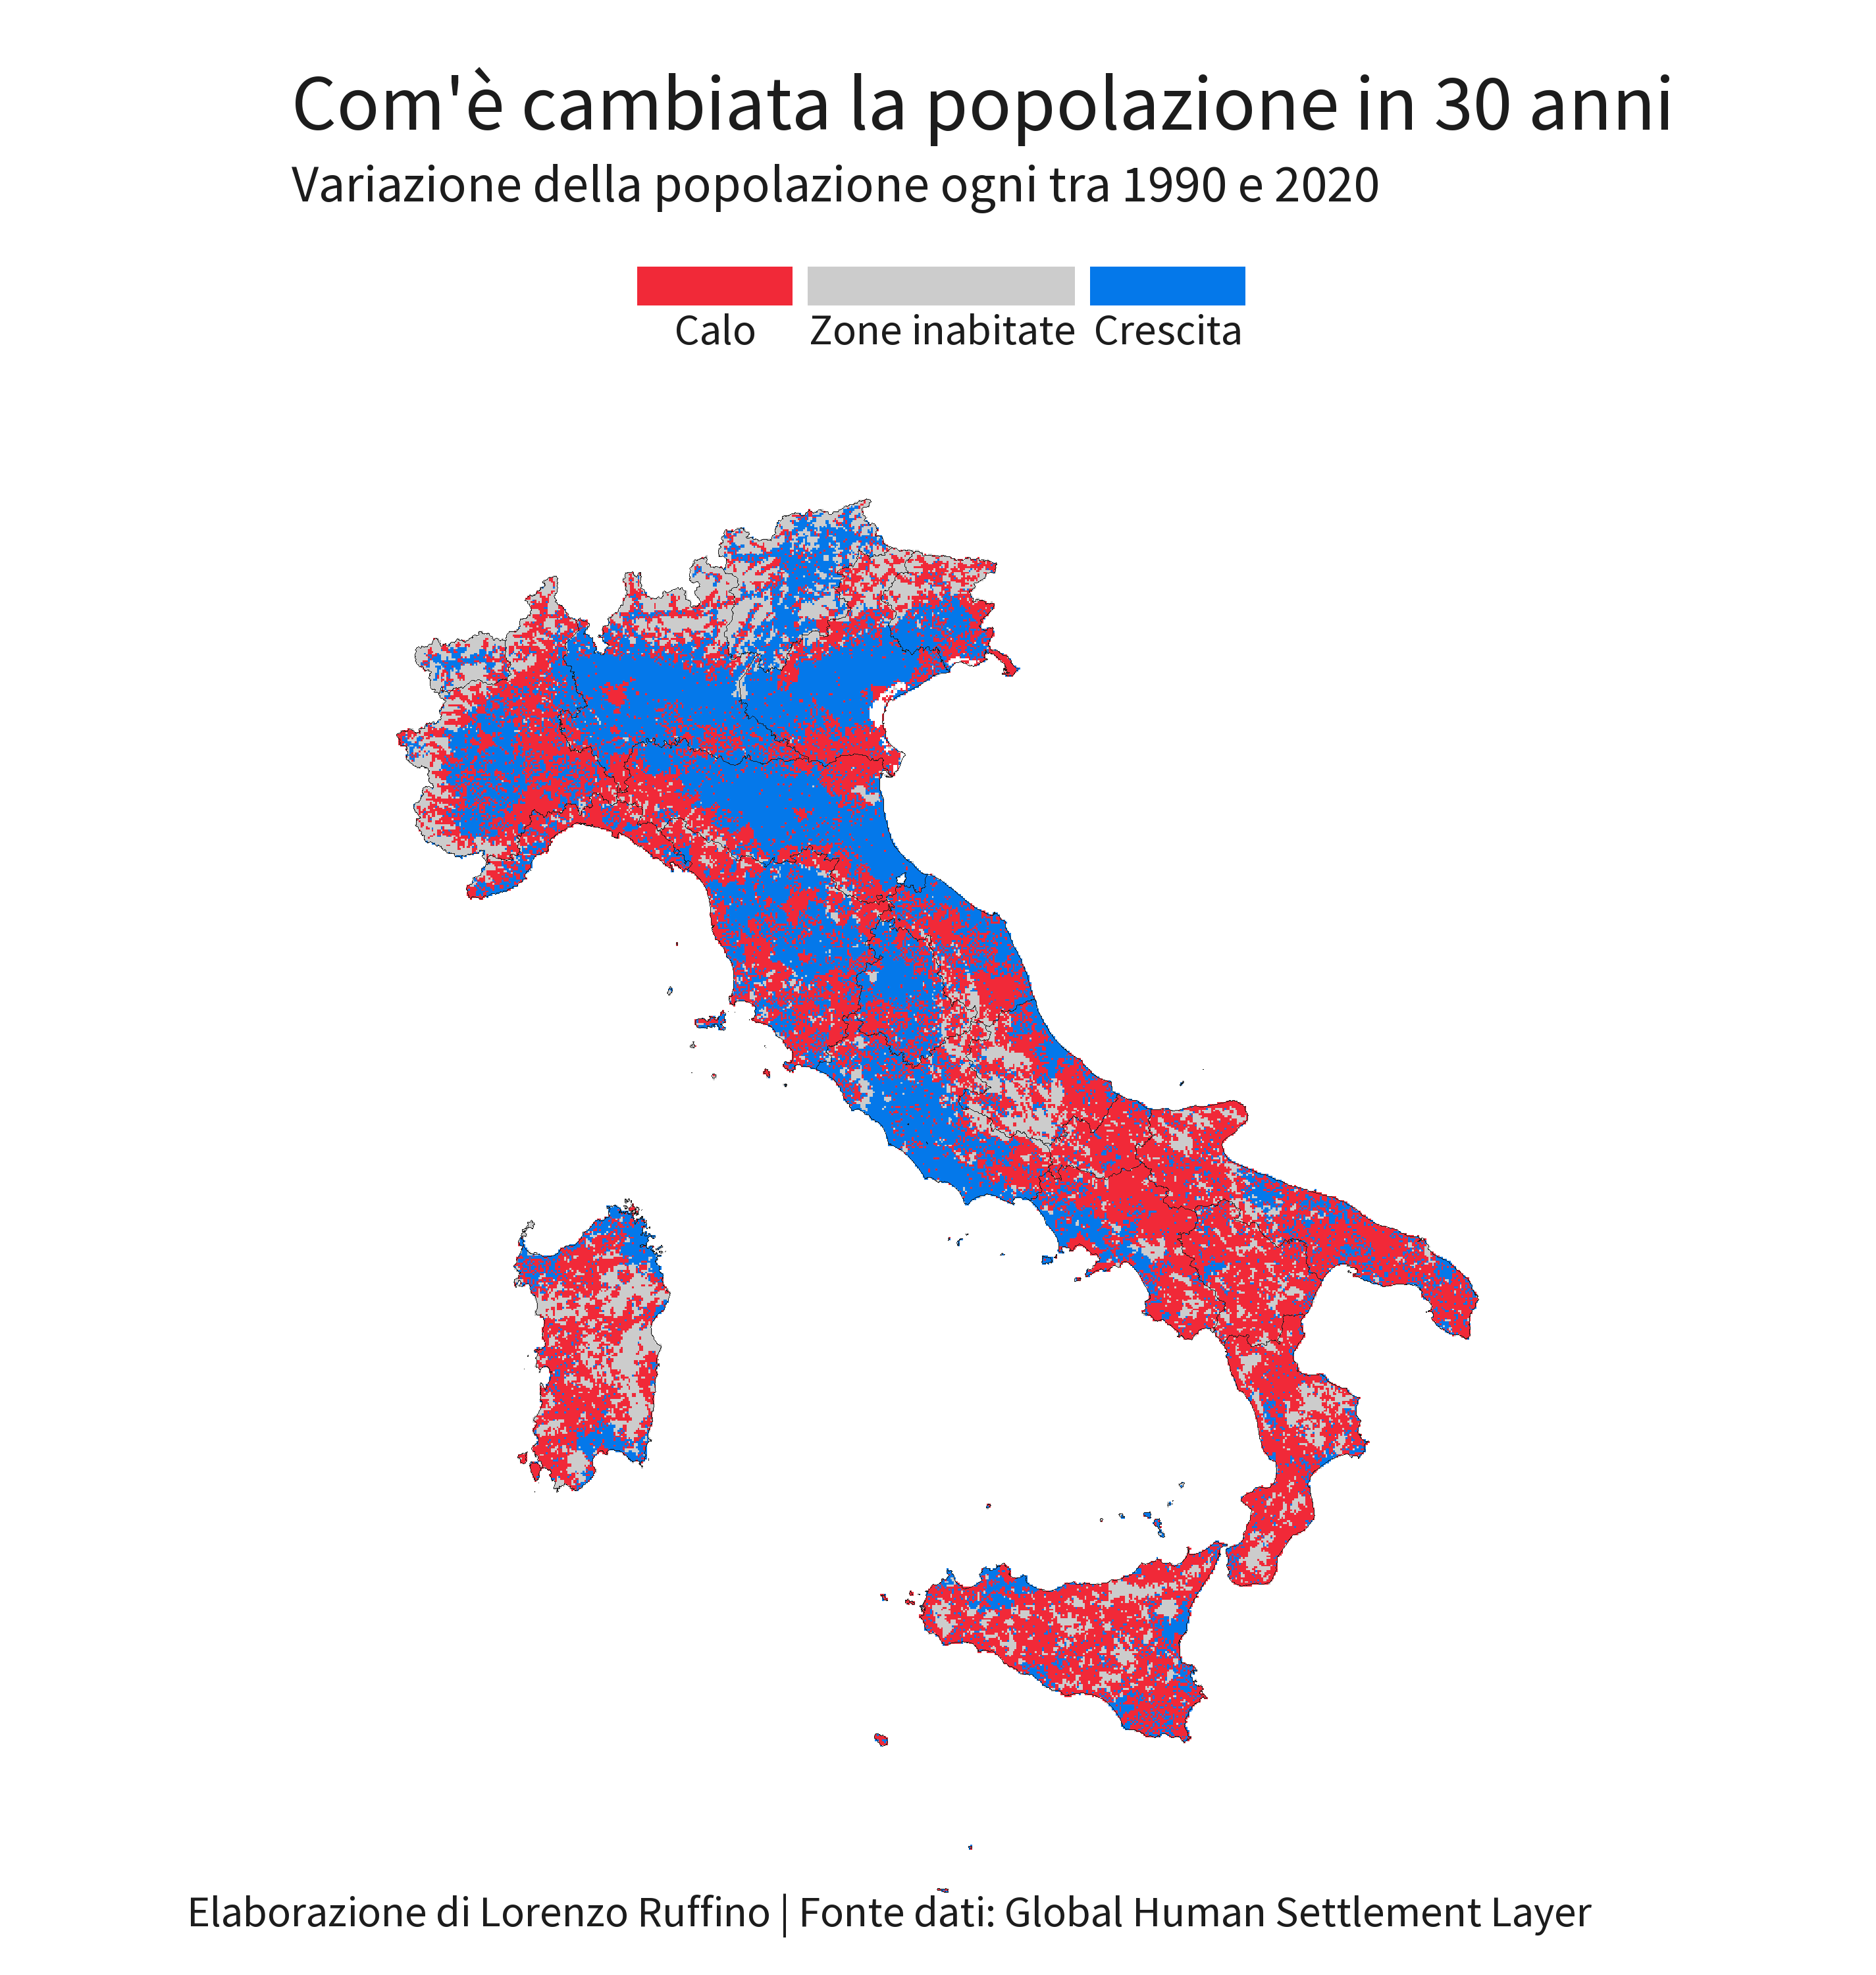 Com'è cambiata la popolazione in 30 anni
Variazione della popolazione ogni tra 1990 e 2020
Calo
Zone inabitate
Crescita
Elaborazione di Lorenzo Ruffino | Fonte dati: Global Human Settlement Layer